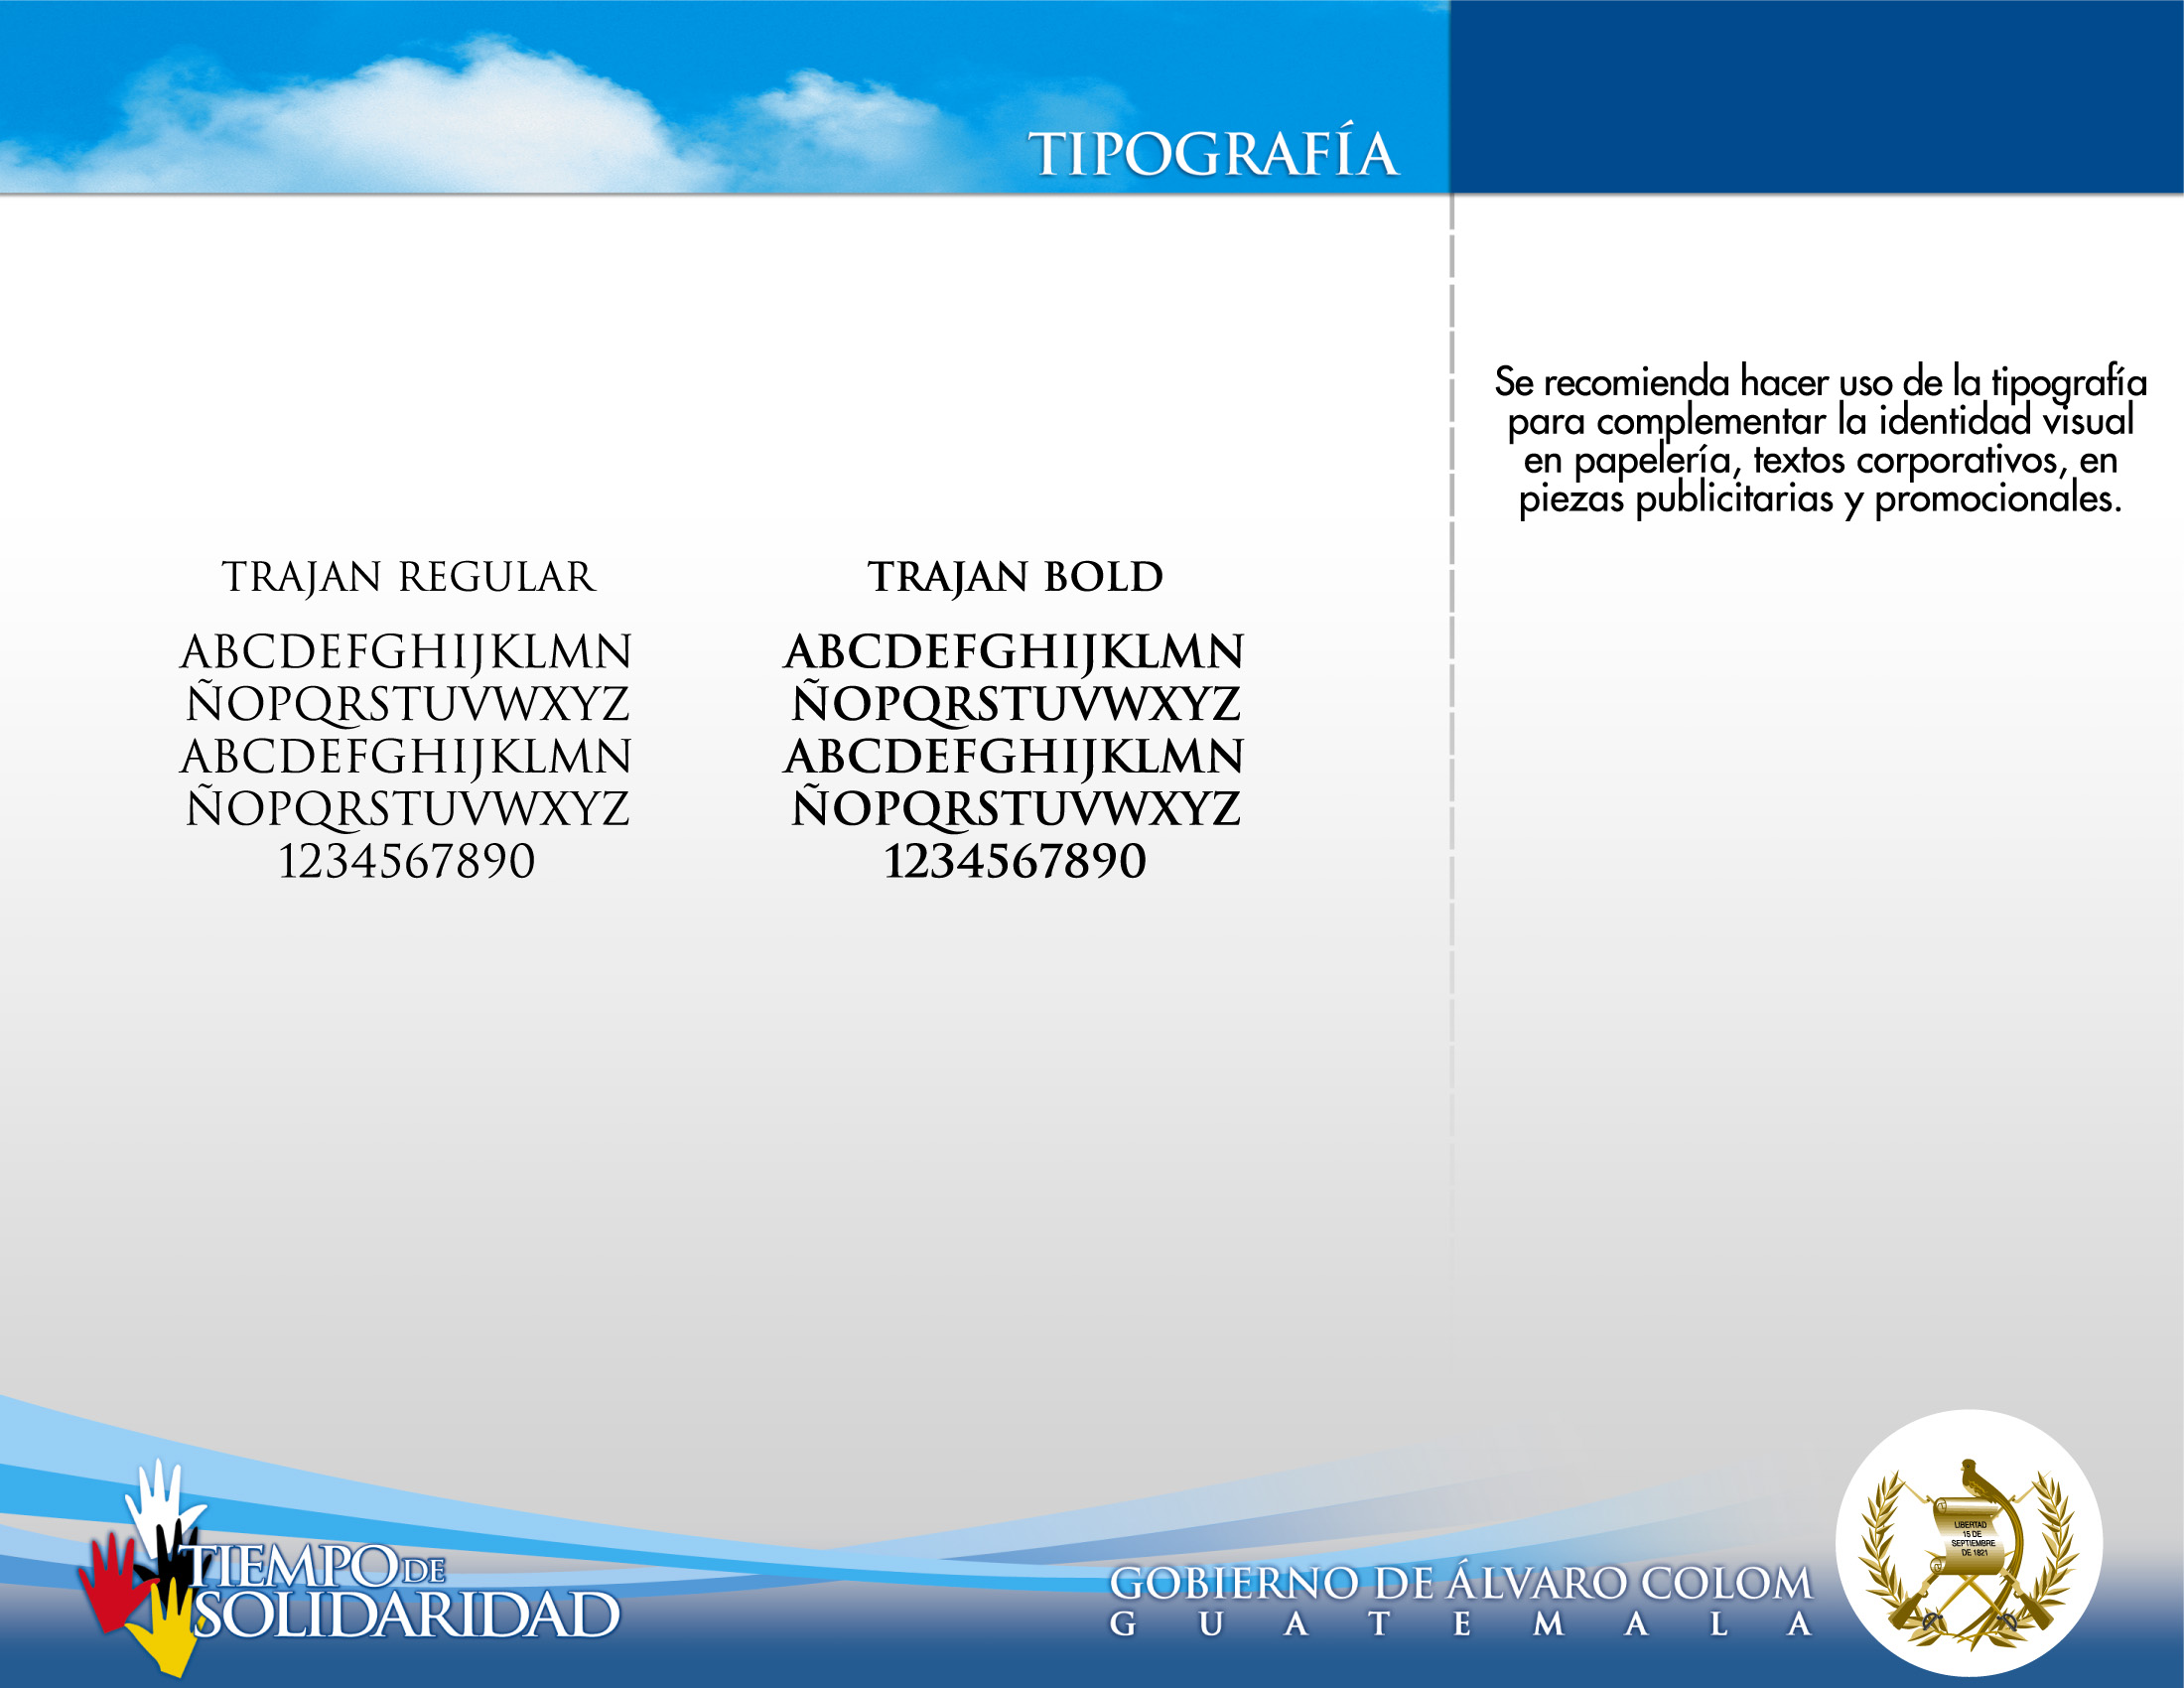 TIPOGRAFÍA
Se recomienda hacer uso de la tipografía
para complementar la identidad visual
en papelería, textos corporativos, en
piezas publicitarias y promocionales.
TRAJAN REGULAR
ABCDEFGHIJKLMN
ÑOPQRSTUVWXYZ
ABCDEFGHIJKLMN
ÑOPQRSTUVWXYZ
1234567890
TRAJAN BOLD
ABCDEFGHIJKLMN
ÑOPQRSTUVWXYZ
ABCDEFGHIJKLMN
ÑOPQRSTUVWXYZ
1234567890
TIEMPO DE
SOLIDARIDAD
GOBIERNO DE ÁLVARO COLOM
GUATEMALA
LIBERTAD
15 DE
SEPTIEMBRE
DE 1821